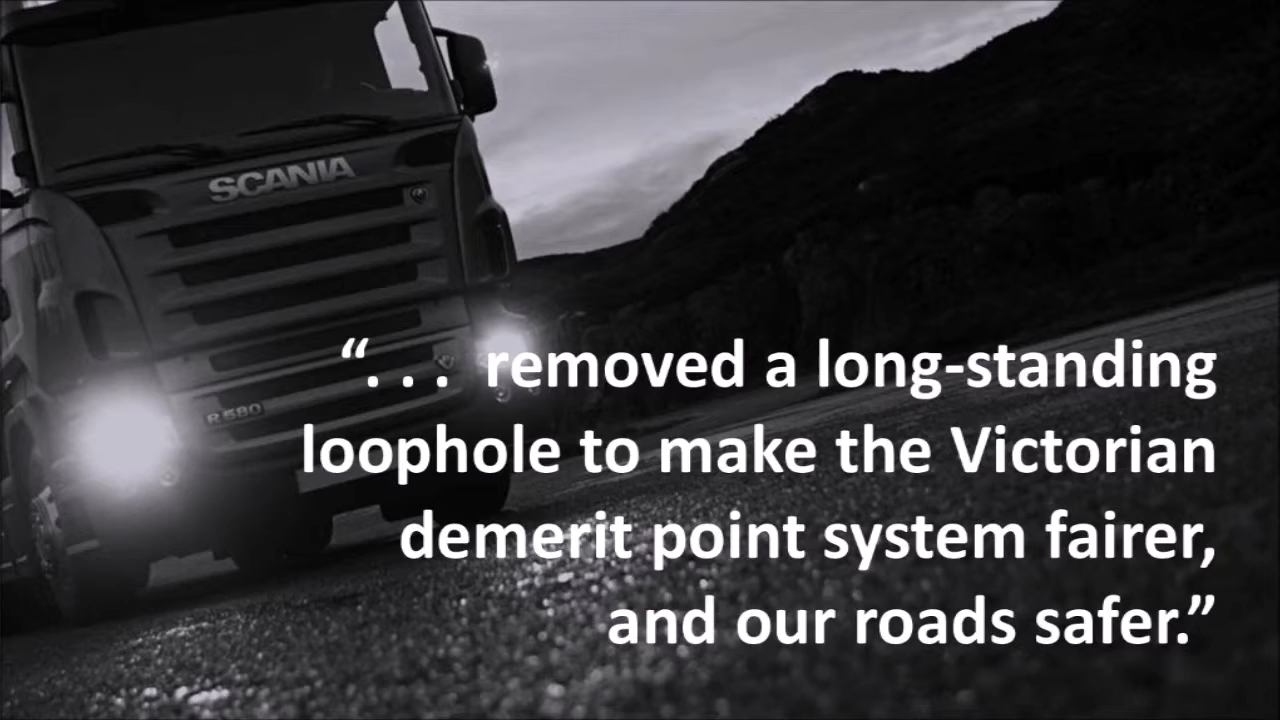 SCANIA
R 580
“. . . removed a long-standing
loophole to make the Victorian
demerit point system fairer,
and our roads safer.”